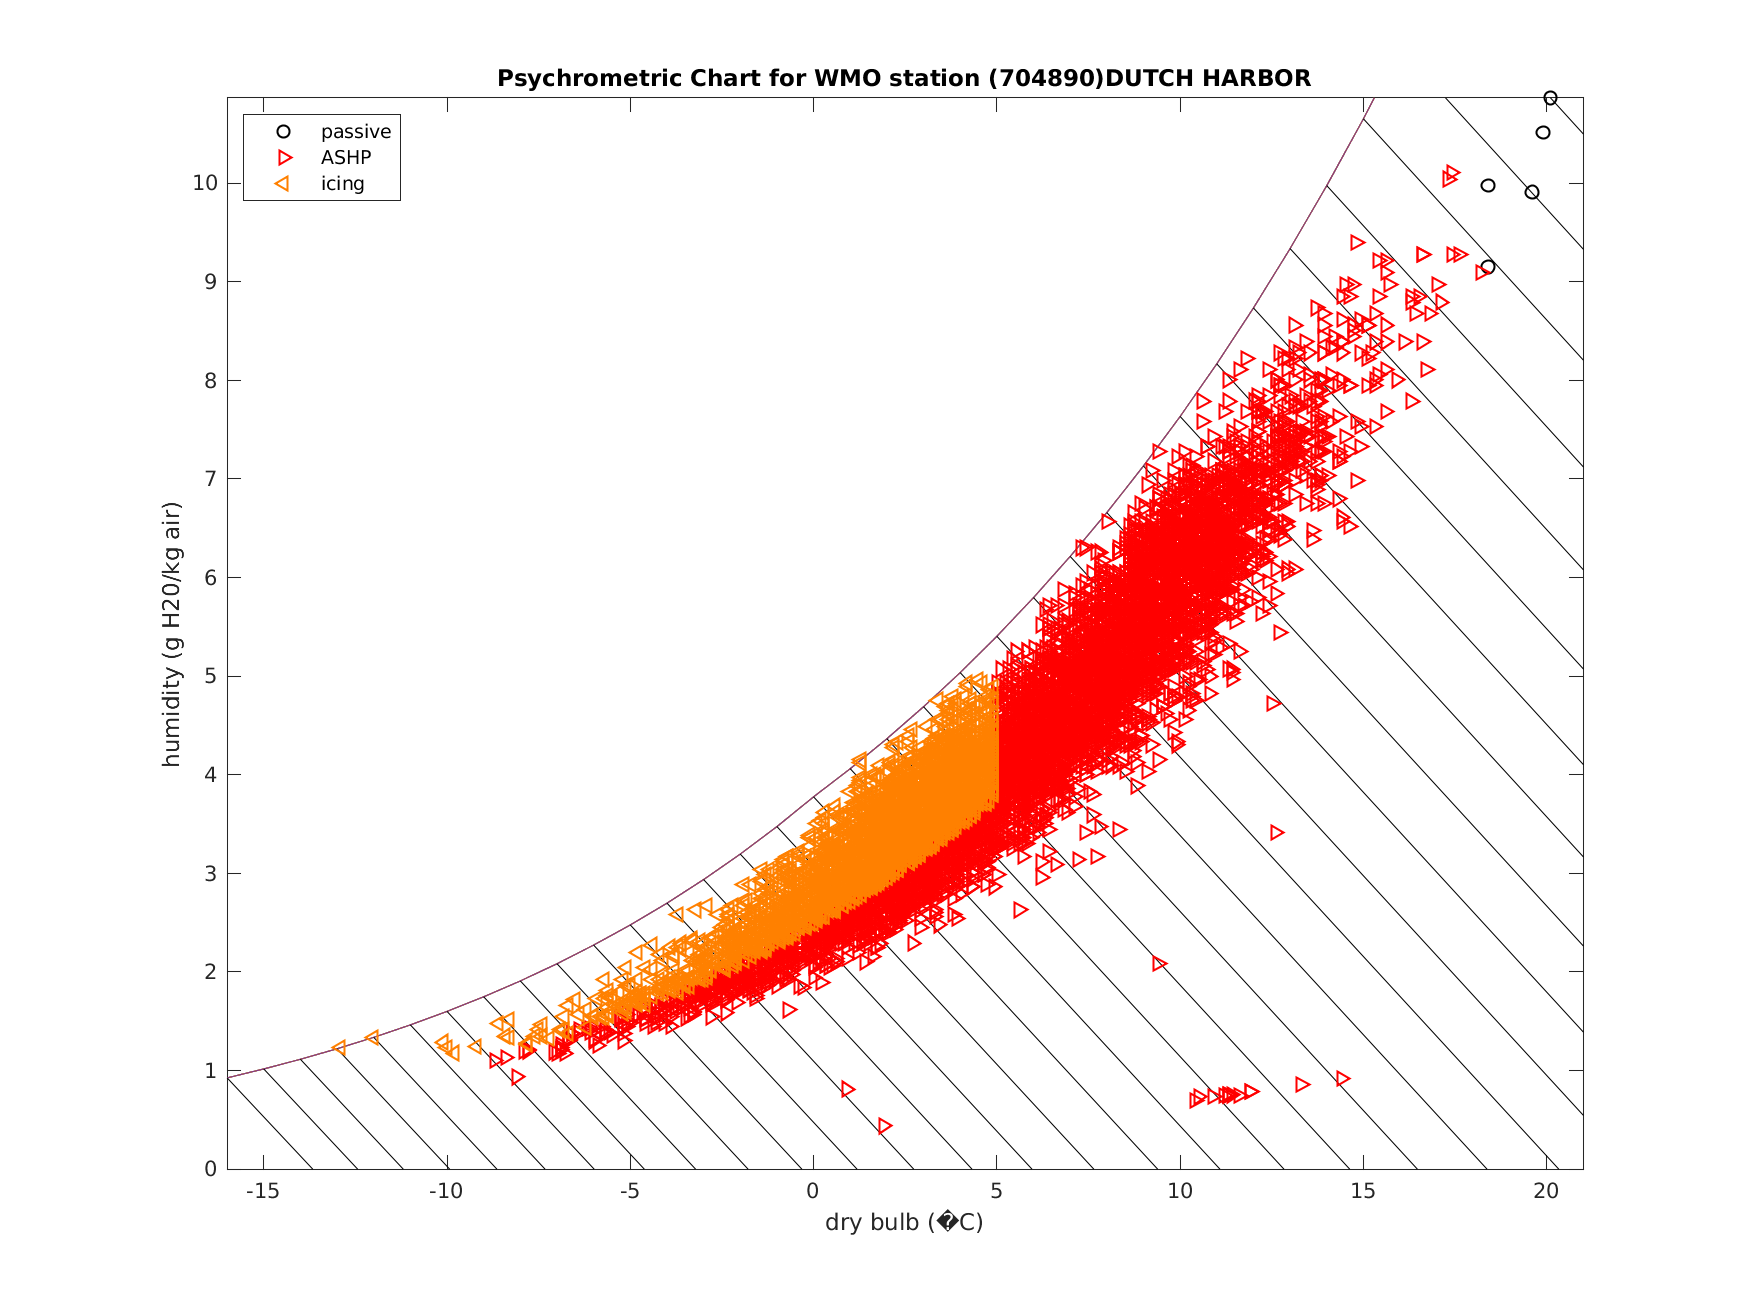 Psychrometric Chart for WMO station (704890)DUTCH HARBOR
passive
ASHP
icing
humidity (g H20/kg air)
10
9
8
7
6
5
4
3
2
1
0
-15 -10 -5 0 5 10 15 20
dry bulb (�C)